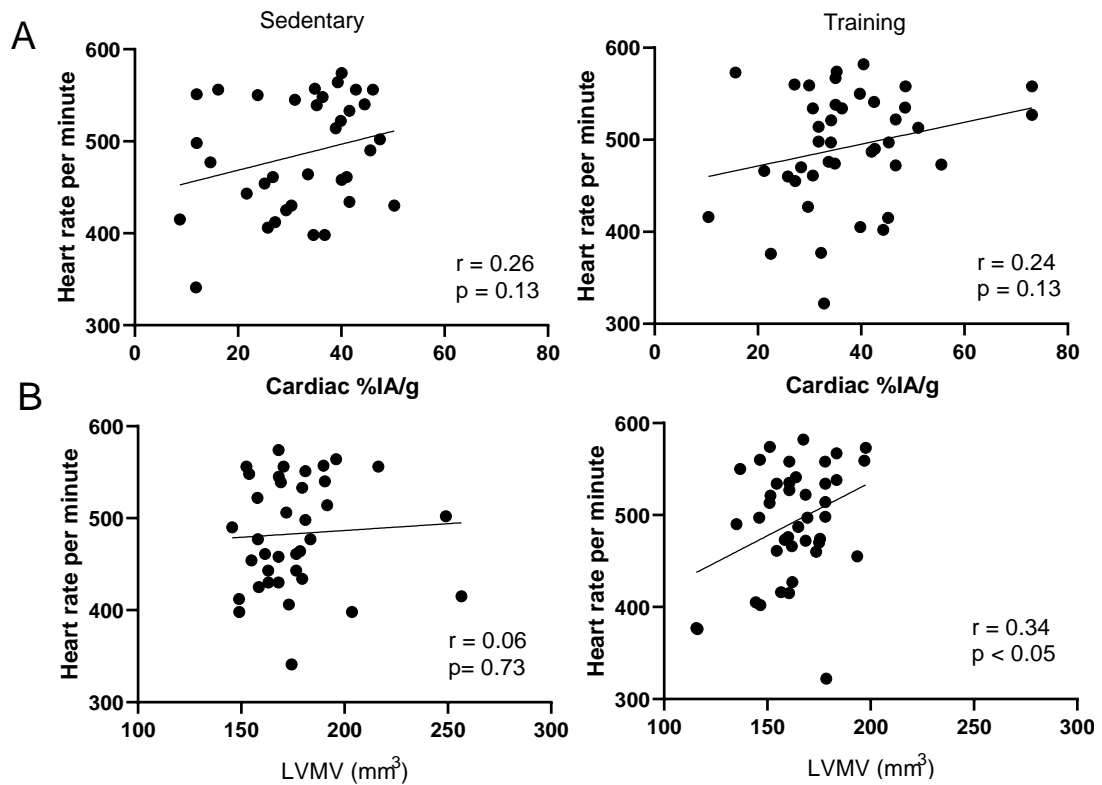 A
Sedentary
Training
Heart rate per minute
600
500
400
300
0
20
40
60
80
Cardiac %IA/g
r = 0.26
p = 0.13
Heart rate per minute
600
500
400
300
0
20
40
60
80
Cardiac %IA/g
r = 0.24
p = 0.13
B
Heart rate per minute
600
500
400
300
100
150
200
250
300
LVMV (mm³)
r = 0.06
p= 0.73
Heart rate per minute
600
500
400
300
100
150
200
250
300
LVMV (mm³)
r = 0.34
p < 0.05